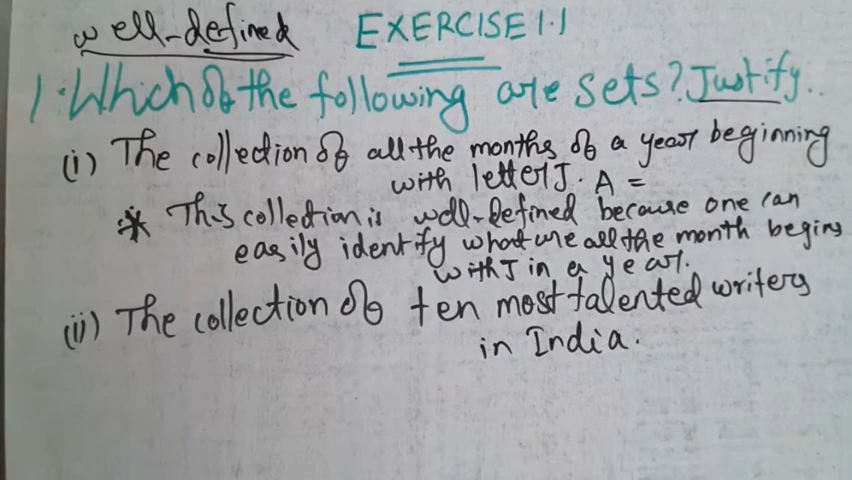 well-defined EXERCISE 1.1
1. Which of the following are sets? Justify..
(i) The collection of all the months of a year beginning
with letter J. A =
* This collection is well-defined because one can
easily identify what are all the month begins
with J in a year.
(ii) The collection of ten most talented writers
in India.